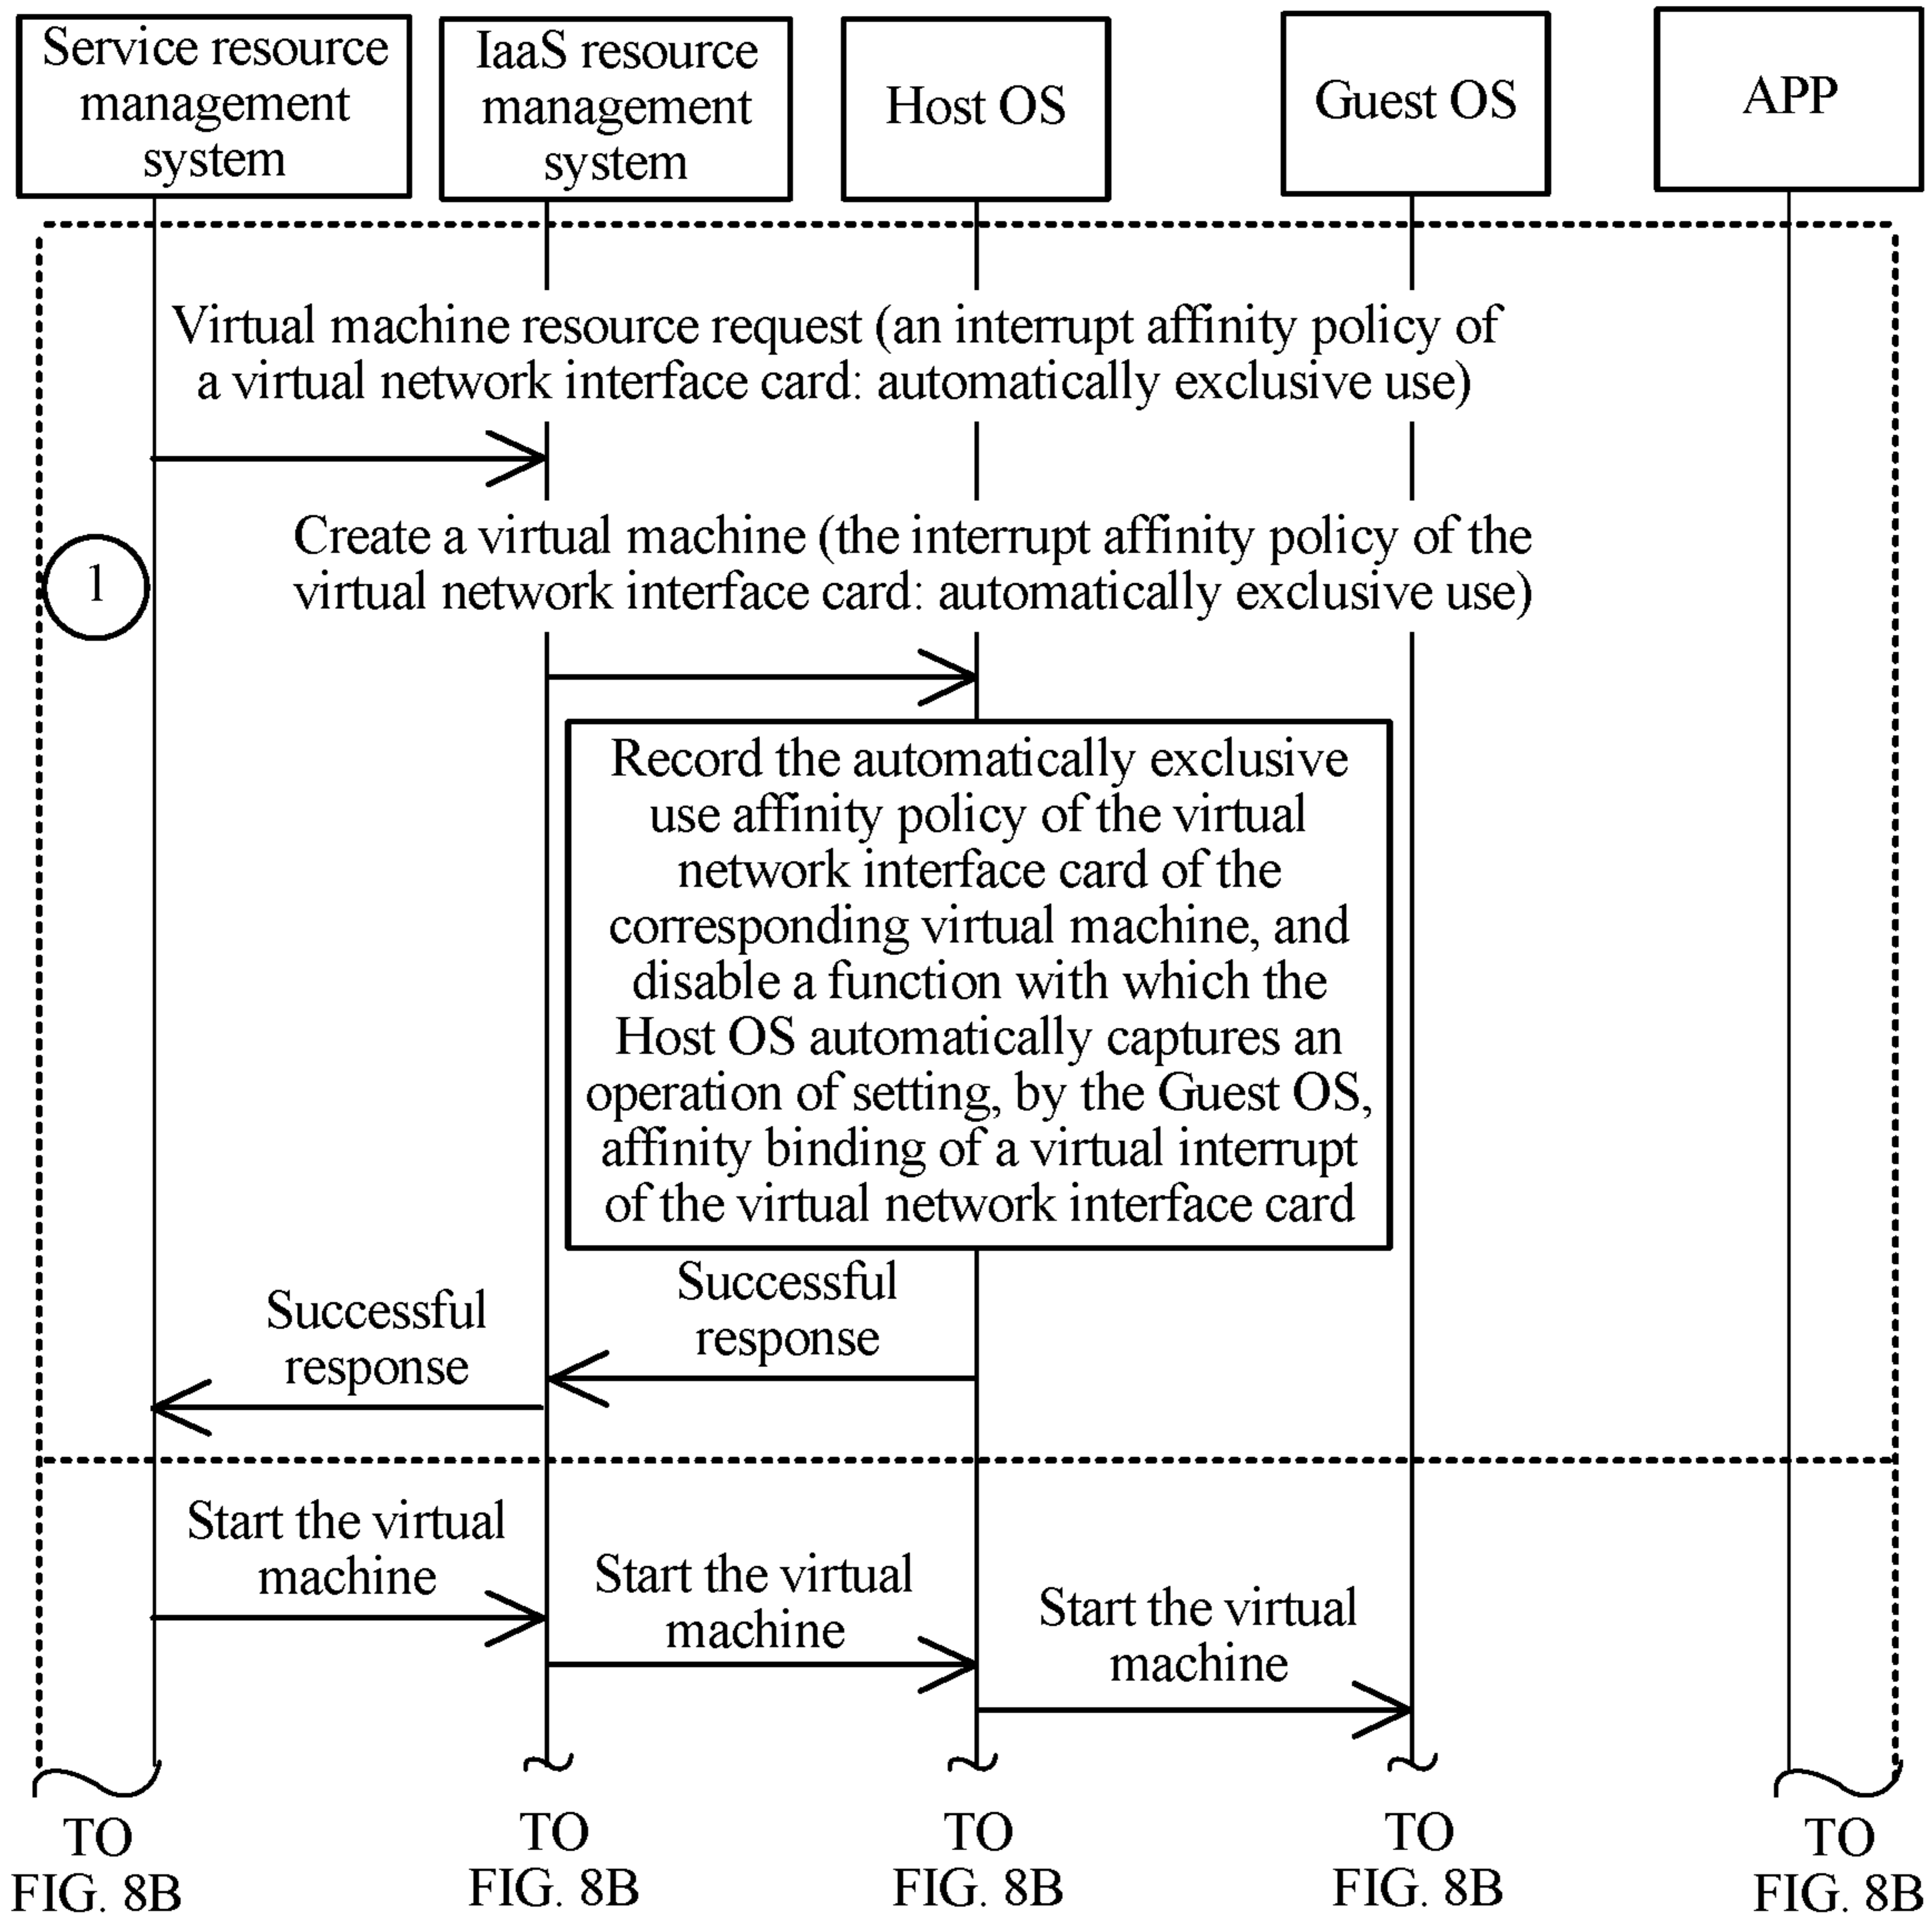 Service resource
management
system
IaaS resource
management
system
Host OS
Guest OS
APP
Virtual machine resource request (an interrupt affinity policy of
a virtual network interface card: automatically exclusive use)
1
Create a virtual machine (the interrupt affinity policy of the
virtual network interface card: automatically exclusive use)
Record the automatically exclusive
use affinity policy of the virtual
network interface card of the
corresponding virtual machine, and
disable a function with which the
Host OS automatically captures an
operation of setting, by the Guest OS,
affinity binding of a virtual interrupt
of the virtual network interface card
Successful
response
Successful
response
Start the virtual
machine
Start the virtual
machine
Start the virtual
machine
TO
FIG. 8B
TO
FIG. 8B
TO
FIG. 8B
TO
FIG. 8B
TO
FIG. 8B